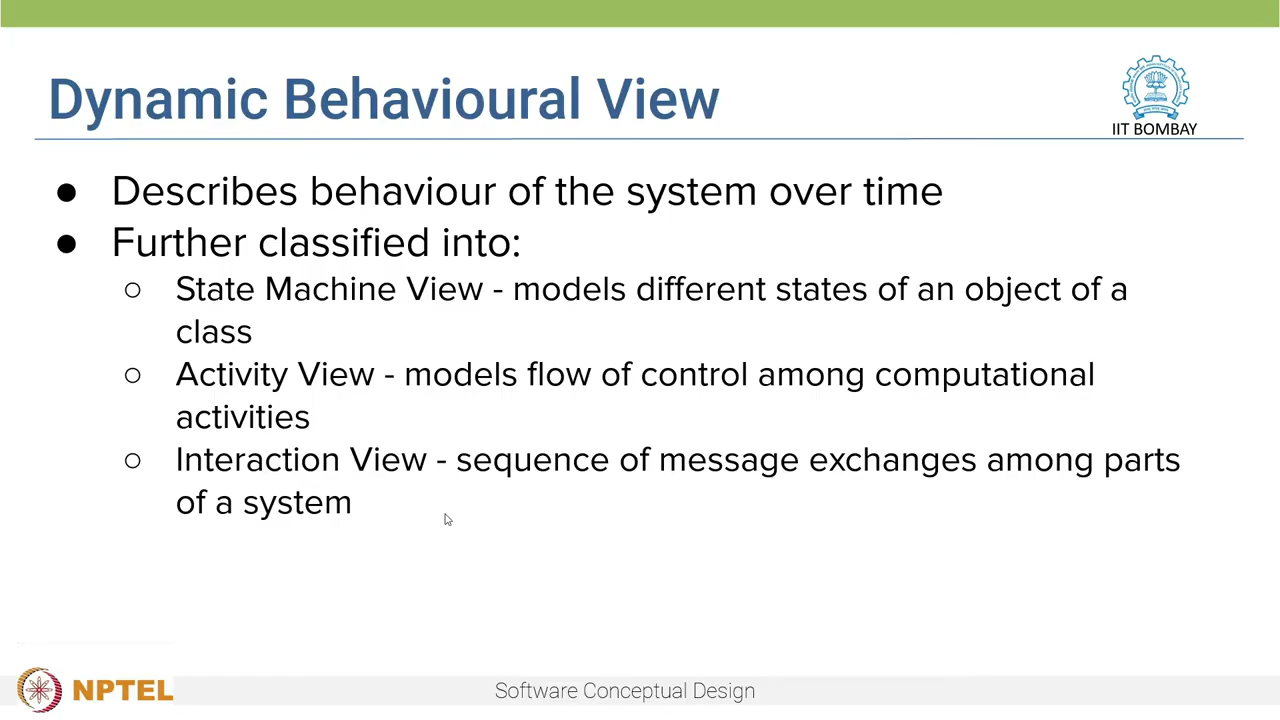 Dynamic Behavioural View
IIT BOMBAY
● Describes behaviour of the system over time
● Further classified into:
○ State Machine View - models different states of an object of a
class
○ Activity View - models flow of control among computational
activities
○ Interaction View - sequence of message exchanges among parts
of a system
NPTEL
Software Conceptual Design